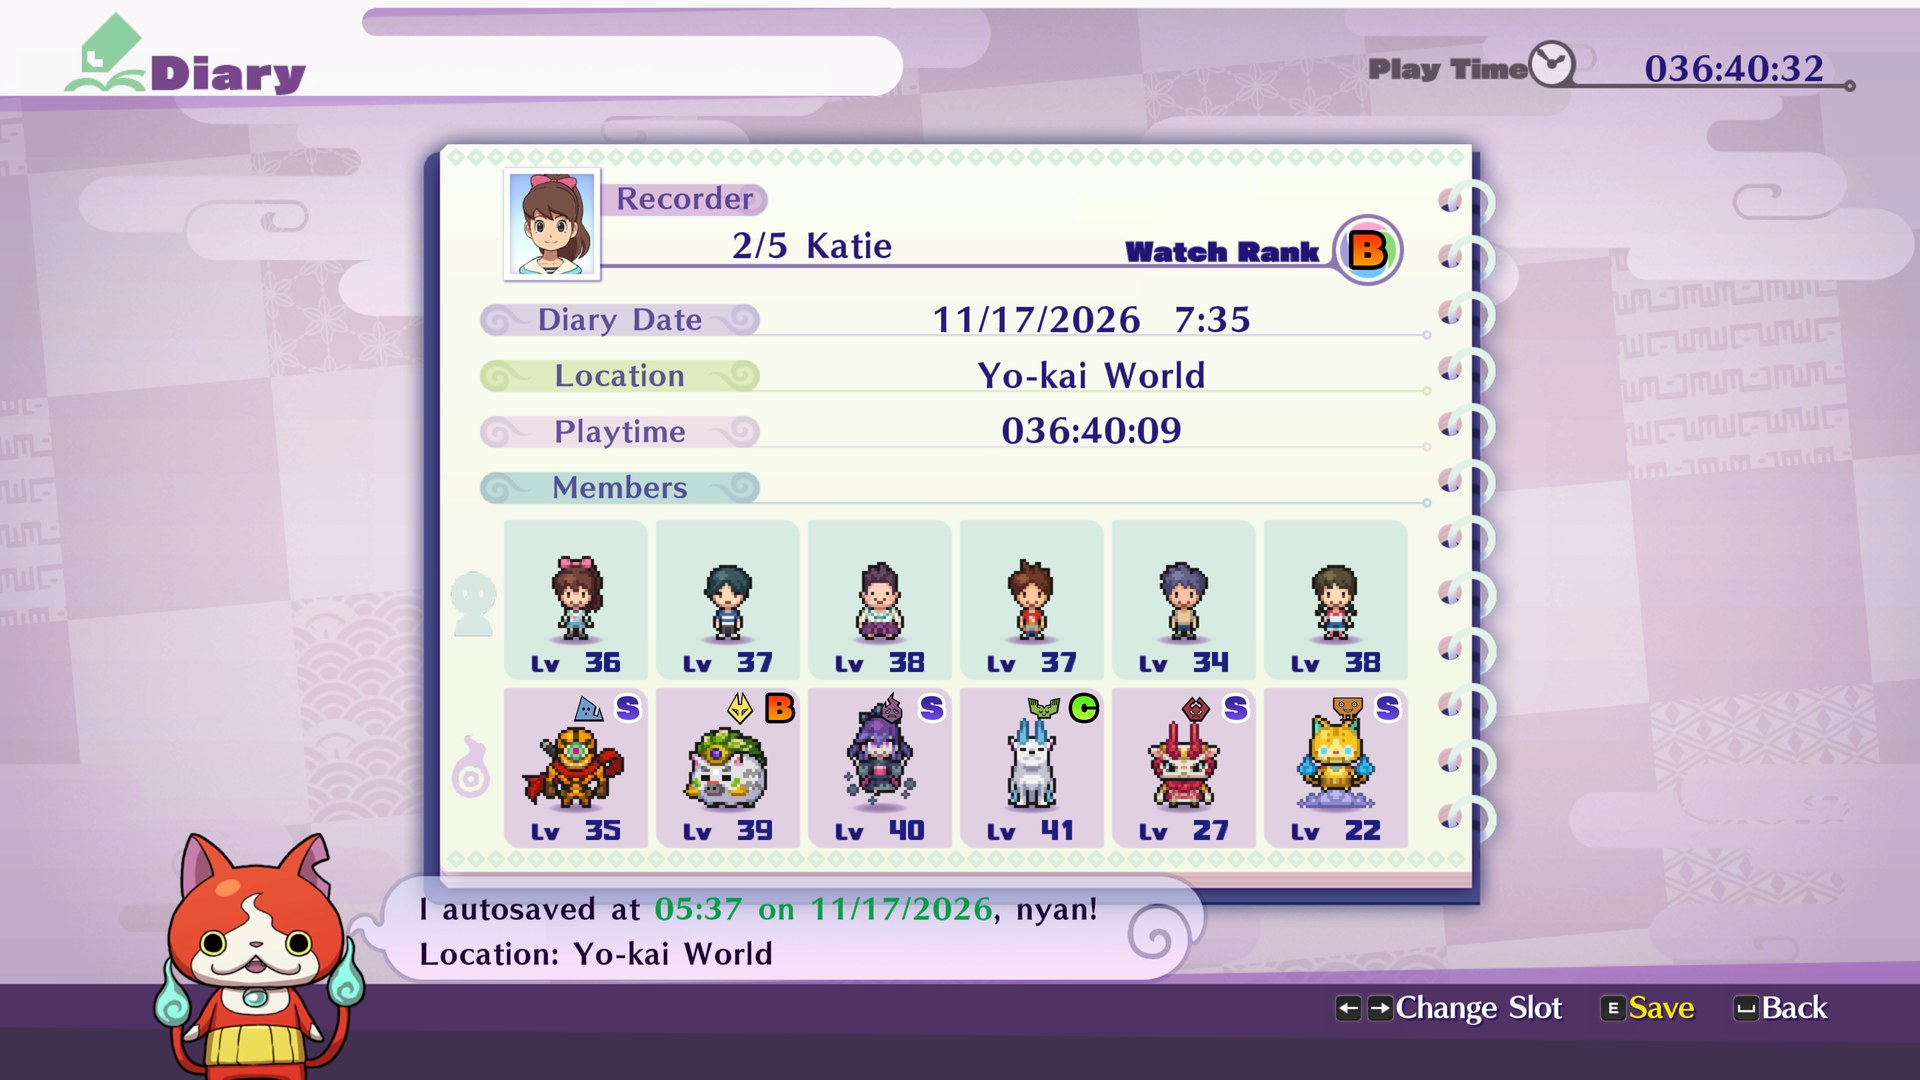 Diary
Play Time 036:40:32
Recorder
2/5 Katie
Watch Rank B
Diary Date 11/17/2026 7:35
Location Yo-kai World
Playtime 036:40:09
Members
Lv 36 Lv 37 Lv 38 Lv 37 Lv 34 Lv 38
S B S C S S
Lv 35 Lv 39 Lv 40 Lv 41 Lv 27 Lv 22
I autosaved at 05:37 on 11/17/2026, nyan!
Location: Yo-kai World
← → Change Slot E Save Back